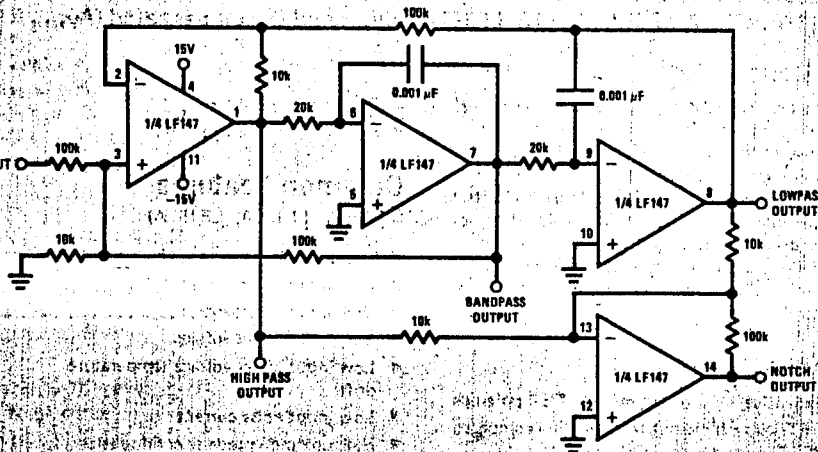 100k
15V
2
4
10k
0.001 µF
0.001 µF
1
20k
6
1/4 LF147
100k
3
11
-15V
1/4 LF147
7
20k
9
5
1/4 LF147
8
LOWPAS
OUTPUT
UT
10k
100k
10
10k
BANDPASS
OUTPUT
10k
13
100k
HIGH PASS
OUTPUT
1/4 LF147
14
NOTCH
OUTPUT
12